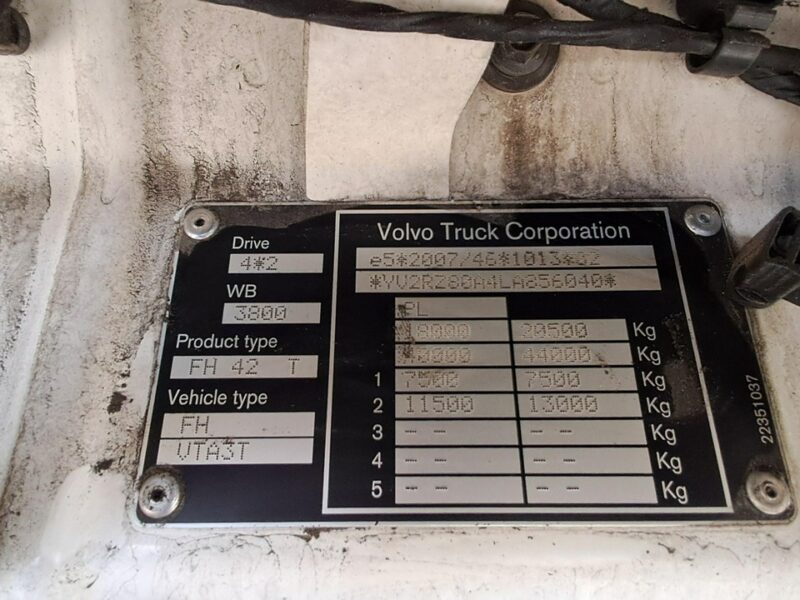 Drive
4*2
WB
3800
Product type
FH 42 T
Vehicle type
FH
VTA3T
Volvo Truck Corporation
e5*2007/46*1013*32
*YV2RZ80A4LA856040*
PL
18000 20500 Kg
44000 Kg
1 7500 7500 Kg
2 11500 13000 Kg
3 -- -- Kg
4 -- -- Kg
5 -- -- Kg
22351037